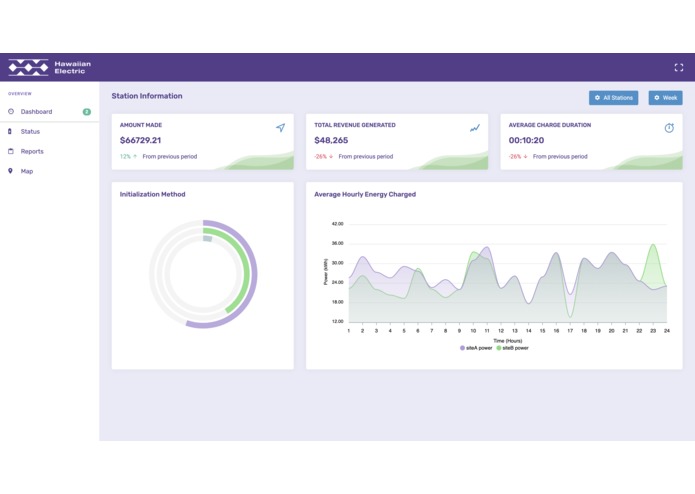 Hawaiian
Electric
OVERVIEW
Dashboard
2
Status
Reports
Map
Station Information
All Stations
Week
AMOUNT MADE
$66729.21
12% ↑ From previous period
TOTAL REVENUE GENERATED
$48,265
-26% ↓ From previous period
AVERAGE CHARGE DURATION
00:10:20
-26% ↓ From previous period
Initialization Method
Average Hourly Energy Charged
42.00
36.00
30.00
24.00
18.00
12.00
Power (kWh)
1 2 3 4 5 6 7 8 9 10 11 12 13 14 15 16 17 18 19 20 21 22 23 24
Time (Hours)
siteA power siteB power